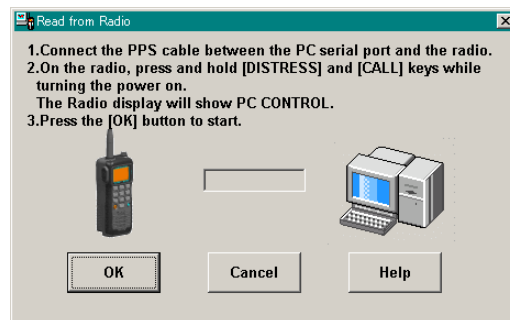 Read from Radio
1.Connect the PPS cable between the PC serial port and the radio.
2.On the radio, press and hold [DISTRESS] and [CALL] keys while
turning the power on.
The Radio display will show PC CONTROL.
3.Press the [OK] button to start.
OK Cancel Help